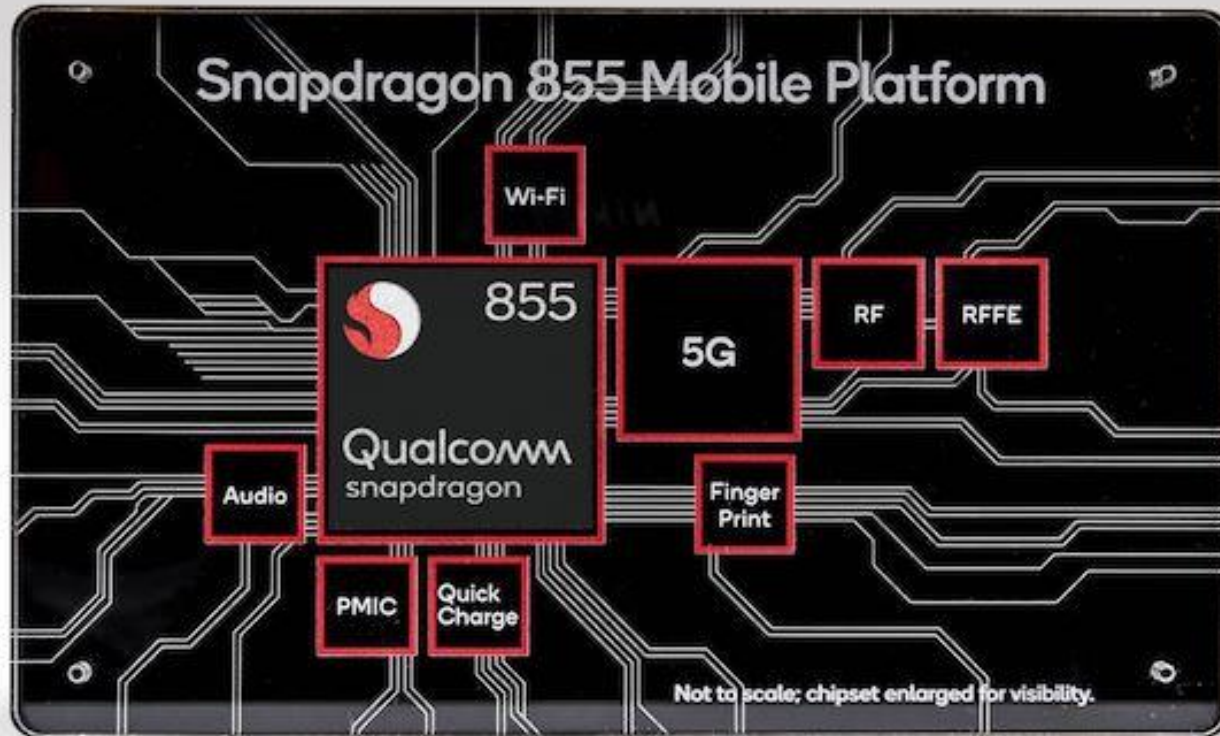 Snapdragon 855 Mobile Platform
Wi-Fi
855
Qualcomm
snapdragon
5G
RF
RFFE
Audio
Finger
Print
PMIC
Quick
Charge
Not to scale; chipset enlarged for visibility.